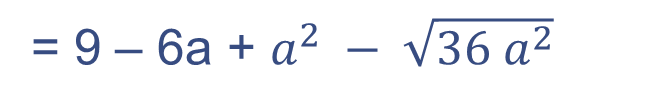 = 9 – 6a + a² – √36 a²